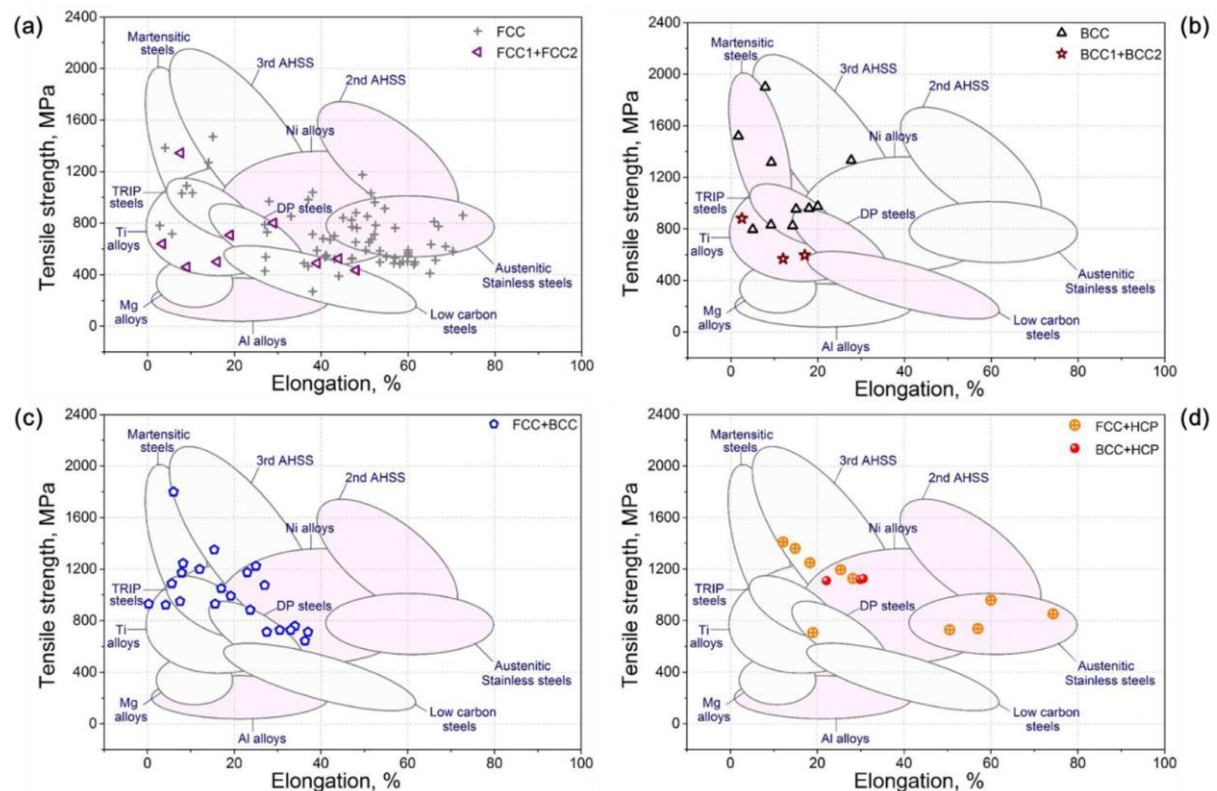 (a)
Tensile strength, MPa
2400
2000
1600
1200
800
400
0
0
20
40
60
80
100
Elongation, %
Martensitic
steels
3rd AHSS
2nd AHSS
Ni alloys
TRIP
steels
DP steels
Ti
alloys
Austenitic
Stainless steels
Mg
alloys
Low carbon
steels
Al alloys
FCC
FCC1+FCC2
(b)
Tensile strength, MPa
2400
2000
1600
1200
800
400
0
0
20
40
60
80
100
Elongation, %
Martensitic
steels
3rd AHSS
2nd AHSS
Ni alloys
TRIP
steels
DP steels
Ti
alloys
Austenitic
Stainless steels
Mg
alloys
Low carbon
steels
Al alloys
BCC
BCC1+BCC2
(c)
Tensile strength, MPa
2400
2000
1600
1200
800
400
0
0
20
40
60
80
100
Elongation, %
Martensitic
steels
3rd AHSS
2nd AHSS
Ni alloys
TRIP
steels
DP steels
Ti
alloys
Austenitic
Stainless steels
Mg
alloys
Low carbon
steels
Al alloys
FCC+BCC
(d)
Tensile strength, MPa
2400
2000
1600
1200
800
400
0
0
20
40
60
80
100
Elongation, %
Martensitic
steels
3rd AHSS
2nd AHSS
Ni alloys
TRIP
steels
DP steels
Ti
alloys
Austenitic
Stainless steels
Mg
alloys
Low carbon
steels
Al alloys
FCC+HCP
BCC+HCP